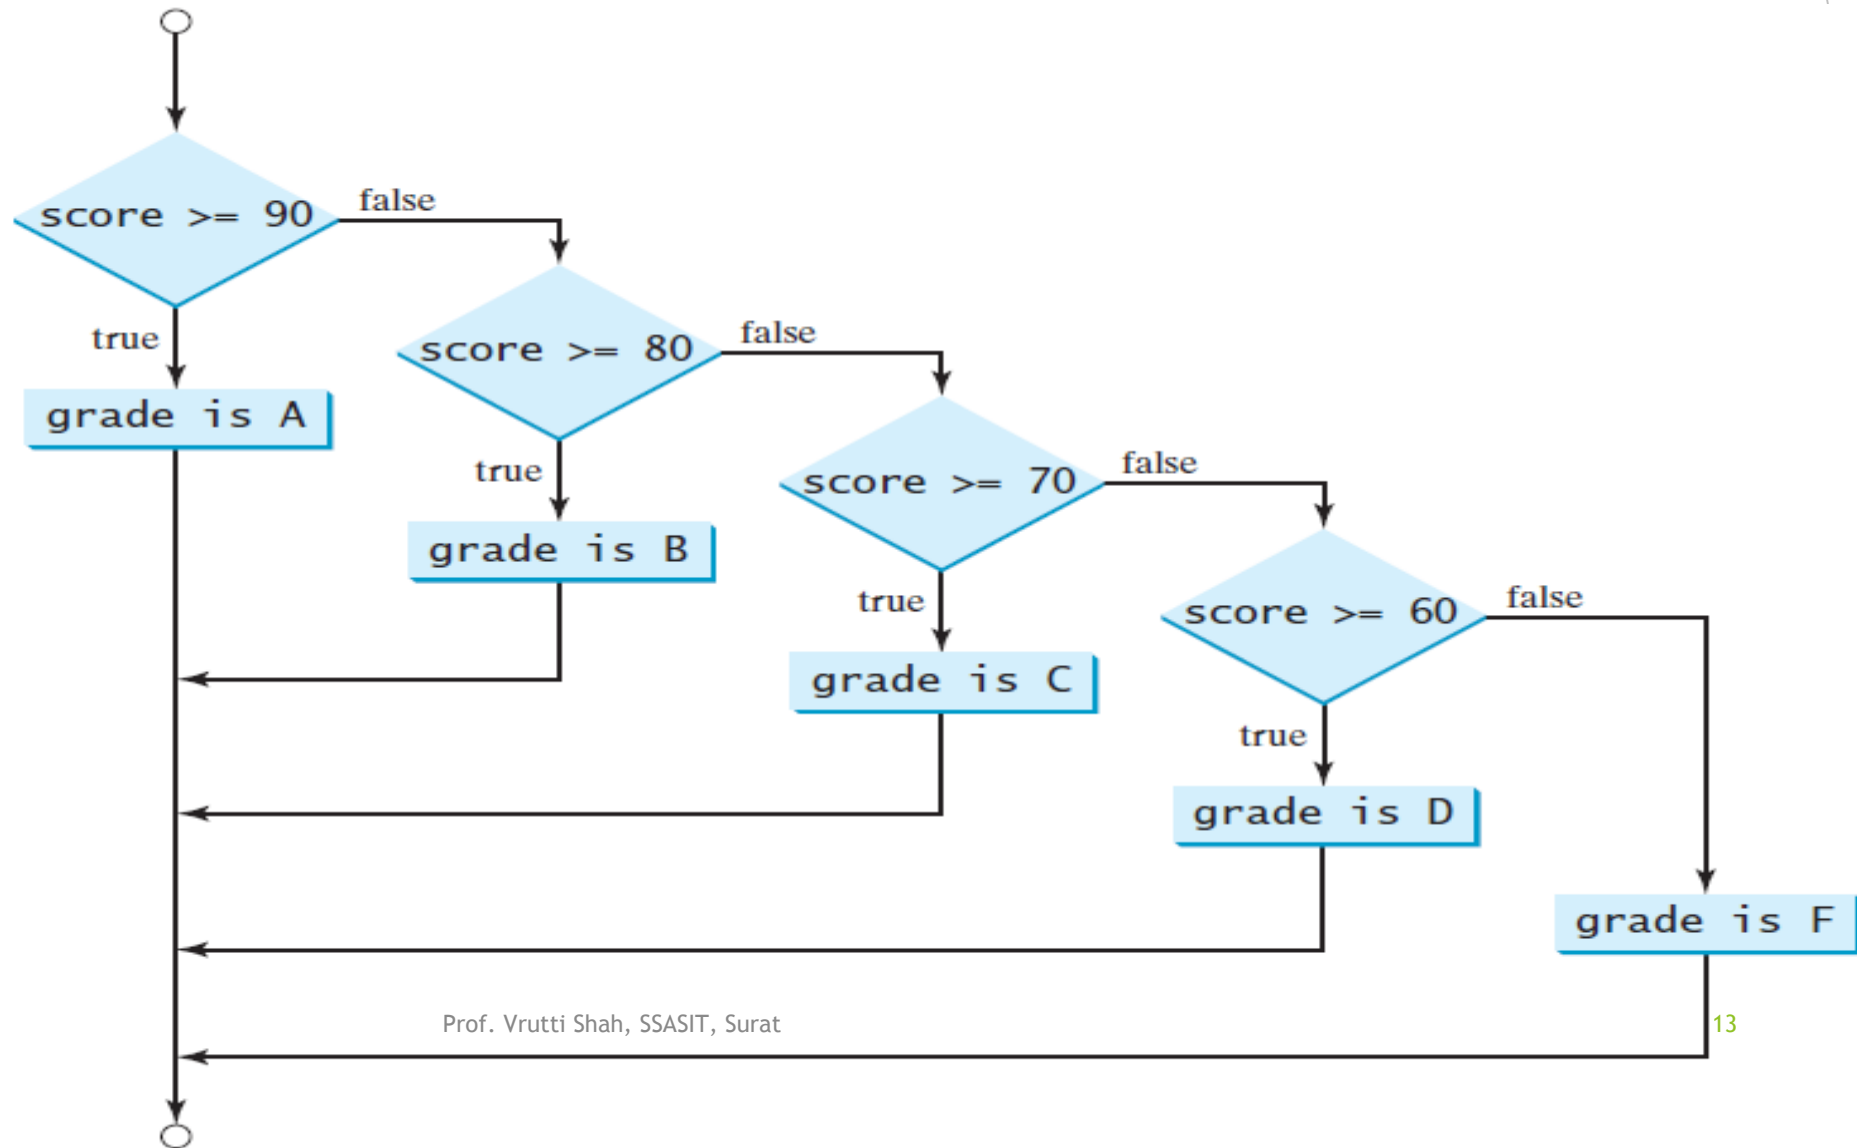 score >= 90
false
true
grade is A
score >= 80
false
true
grade is B
score >= 70
false
true
grade is C
score >= 60
false
true
grade is D
grade is F
Prof. Vrutti Shah, SSASIT, Surat
13